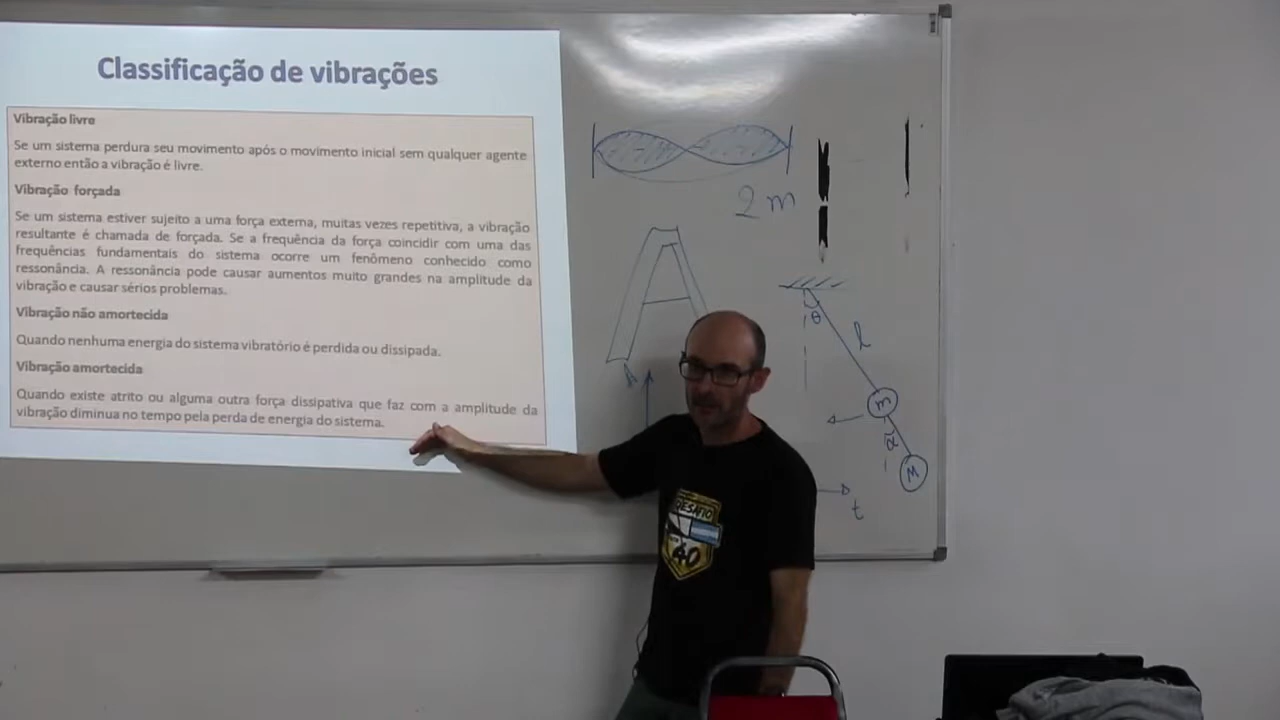 Classificação de vibrações
Vibração livre
Se um sistema perdura seu movimento após o movimento inicial sem qualquer agente
externo então a vibração é livre.
Vibração forçada
Se um sistema estiver sujeito a uma força externa, muitas vezes repetitiva, a vibração
resultante é chamada de forçada. Se a frequência da força coincidir com uma das
frequências fundamentais do sistema ocorre um fenômeno conhecido como
ressonância. A ressonância pode causar aumentos muito grandes na amplitude da
vibração e causar sérios problemas.
Vibração não amortecida
Quando nenhuma energia do sistema vibratório é perdida ou dissipada.
Vibração amortecida
Quando existe atrito ou alguma outra força dissipativa que faz com a amplitude da
vibração diminua no tempo pela perda de energia do sistema.
2 m
θ
l
m
α
M
t
DESAFIO
40